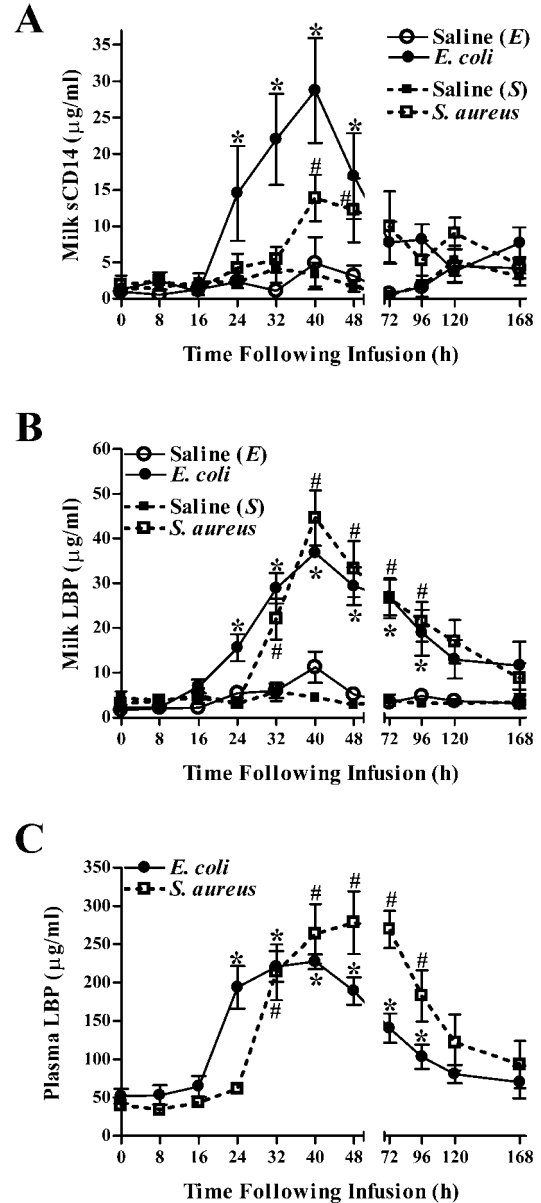 A
Saline (E)
E. coli
Saline (S)
S. aureus
Milk sCD14 (μg/ml)
35
30
25
20
15
10
5
0
*
*
*
*
#
#
0 8 16 24 32 40 48 72 96 120 168
Time Following Infusion (h)
B
Saline (E)
E. coli
Saline (S)
S. aureus
Milk LBP (μg/ml)
60
50
40
30
20
10
0
*
*
*
*
*
*
#
#
#
#
#
0 8 16 24 32 40 48 72 96 120 168
Time Following Infusion (h)
C
E. coli
S. aureus
Plasma LBP (μg/ml)
350
300
250
200
150
100
50
0
*
*
*
*
*
*
#
#
#
#
#
0 8 16 24 32 40 48 72 96 120 168
Time Following Infusion (h)